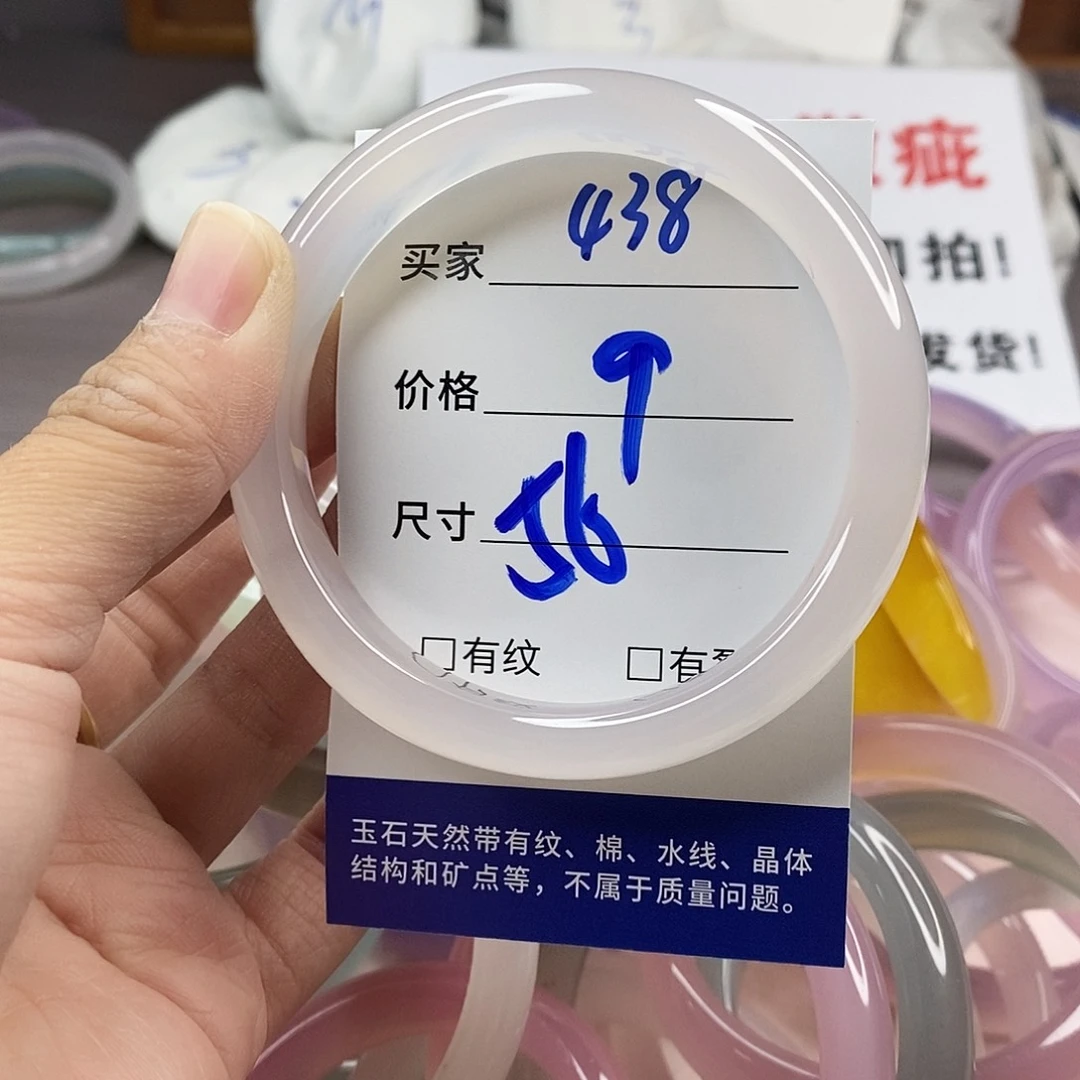 疵
拍!
发货!
438
买家
9
价格
56
尺寸
□有纹 □有
玉石天然带有纹、棉、水线、晶体
结构和矿点等，不属于质量问题。